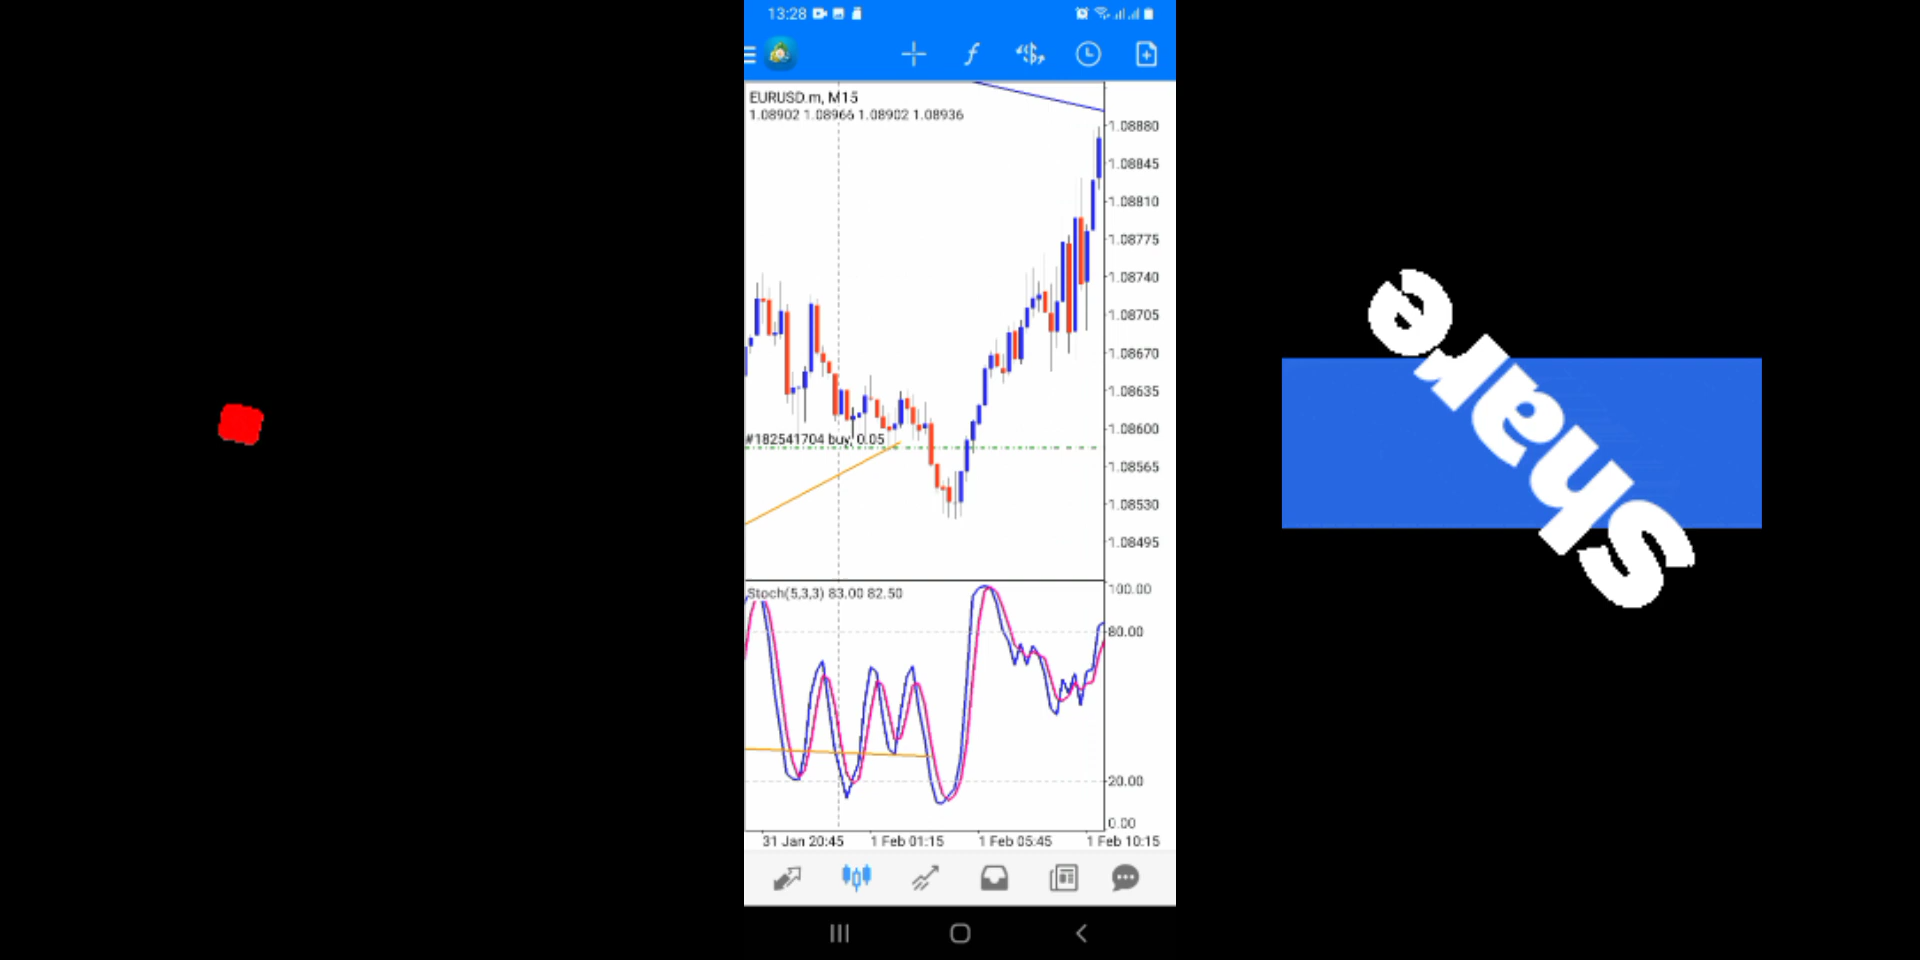 13:28
EURUSD.m, M15
1.08902 1.08966 1.08902 1.08936
1.08880
1.08845
1.08810
1.08775
1.08740
1.08705
1.08670
1.08635
1.08600
#182541704 buy, 0.05
1.08565
1.08530
1.08495
Stoch(5,3,3) 83.00 82.50
100.00
80.00
20.00
0.00
31 Jan 20:45
1 Feb 01:15
1 Feb 05:45
1 Feb 10:15
share